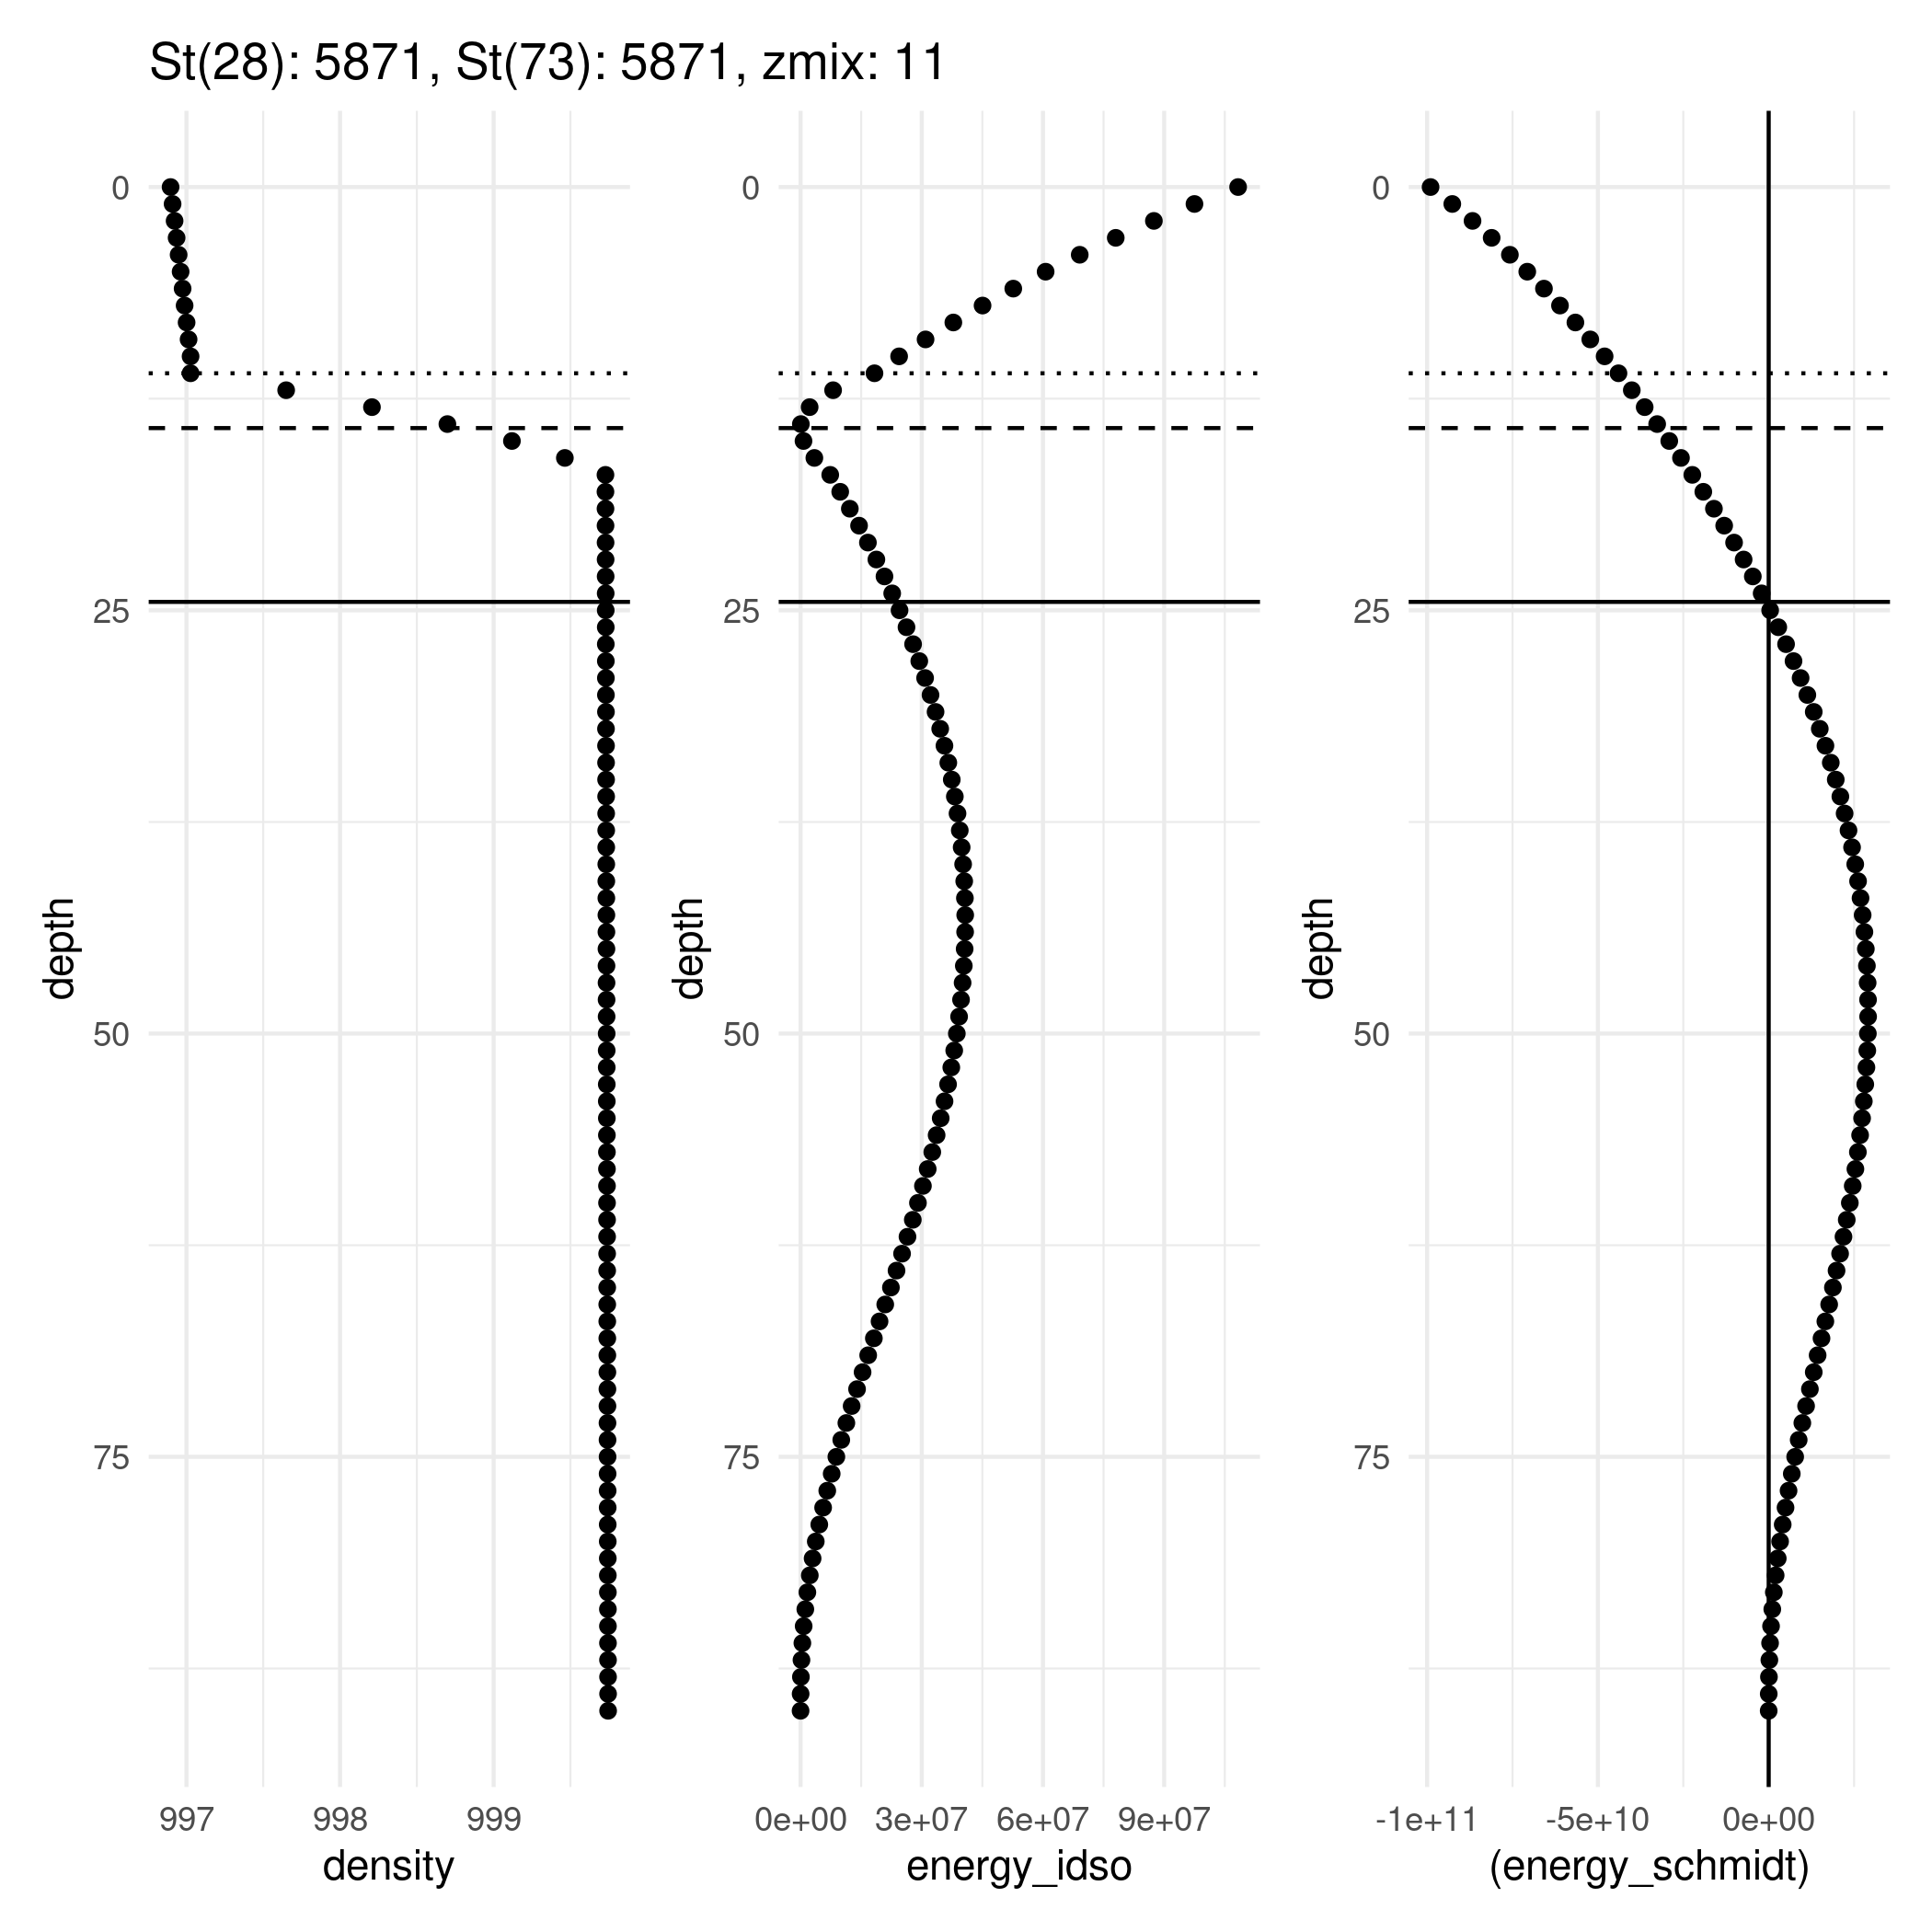 St(28): 5871, St(73): 5871, zmix: 11
depth
0
25
50
75
997 998 999
density
depth
0
25
50
75
0e+00 3e+07 6e+07 9e+07
energy_idso
depth
0
25
50
75
-1e+11 -5e+10 0e+00
(energy_schmidt)